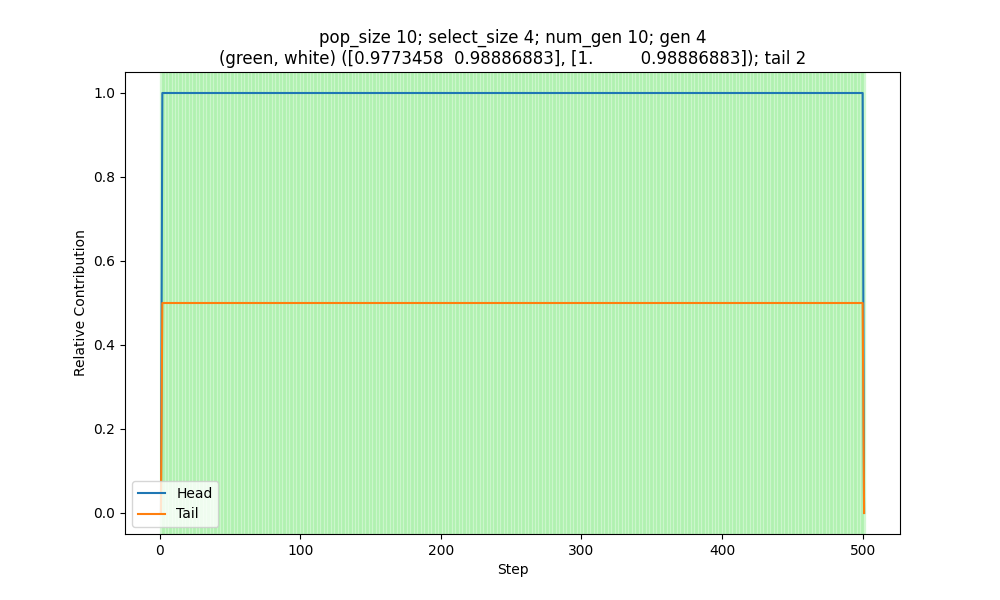 pop_size 10; select_size 4; num_gen 10; gen 4
(green, white) ([0.9773458  0.98886883], [1.         0.98886883]); tail 2
Relative Contribution
1.0
0.8
0.6
0.4
0.2
0.0
Head
Tail
0 100 200 300 400 500
Step